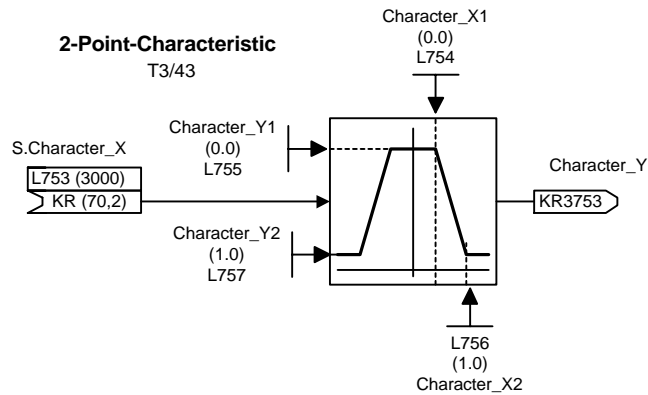 Character_X1
(0.0)
L754
2-Point-Characteristic
T3/43
Character_Y1
(0.0)
L755
S.Character_X
L753 (3000)
KR (70,2)
Character_Y
KR3753
Character_Y2
(1.0)
L757
L756
(1.0)
Character_X2